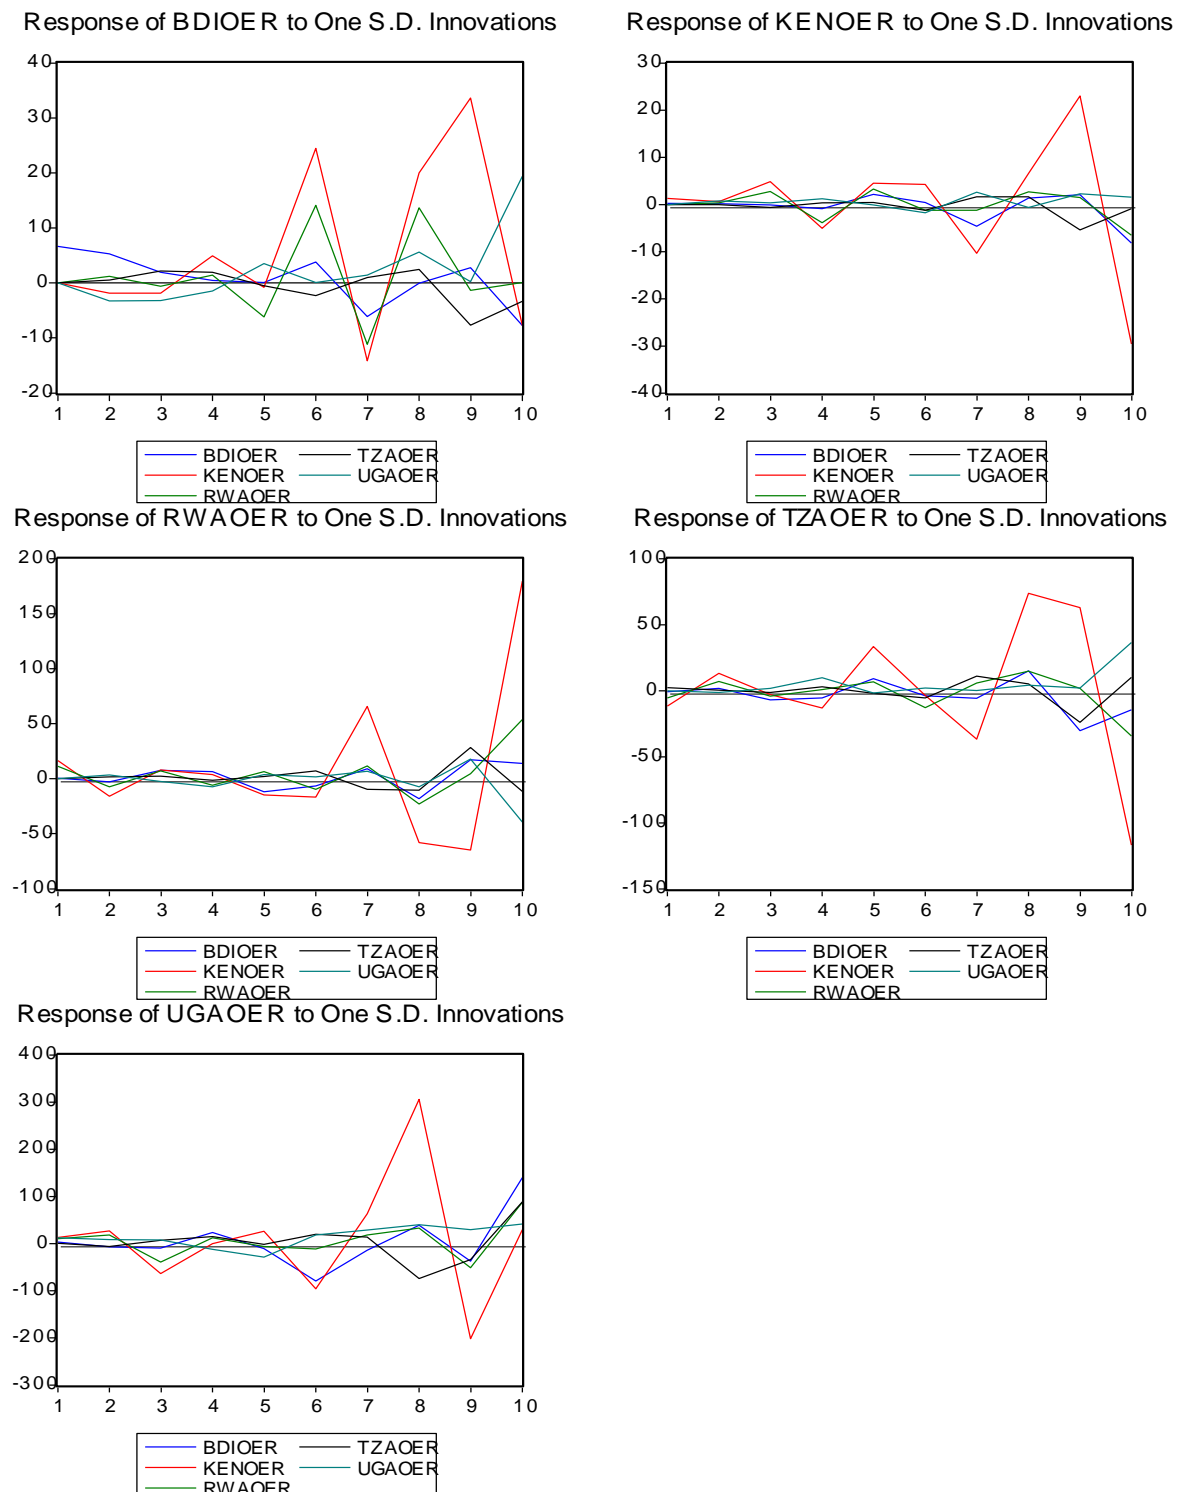 Response of BDIOER to One S.D. Innovations
40
30
20
10
0
-10
-20
1 2 3 4 5 6 7 8 9 10
BDIOER TZAOER
KENOER UGAOER
RWAOER
Response of KENOER to One S.D. Innovations
30
20
10
0
-10
-20
-30
-40
1 2 3 4 5 6 7 8 9 10
BDIOER TZAOER
KENOER UGAOER
RWAOER
Response of RWAOER to One S.D. Innovations
200
150
100
50
0
-50
-100
1 2 3 4 5 6 7 8 9 10
BDIOER TZAOER
KENOER UGAOER
RWAOER
Response of TZAOER to One S.D. Innovations
100
50
0
-50
-100
-150
1 2 3 4 5 6 7 8 9 10
BDIOER TZAOER
KENOER UGAOER
RWAOER
Response of UGAOER to One S.D. Innovations
400
300
200
100
0
-100
-200
-300
1 2 3 4 5 6 7 8 9 10
BDIOER TZAOER
KENOER UGAOER
RWAOER